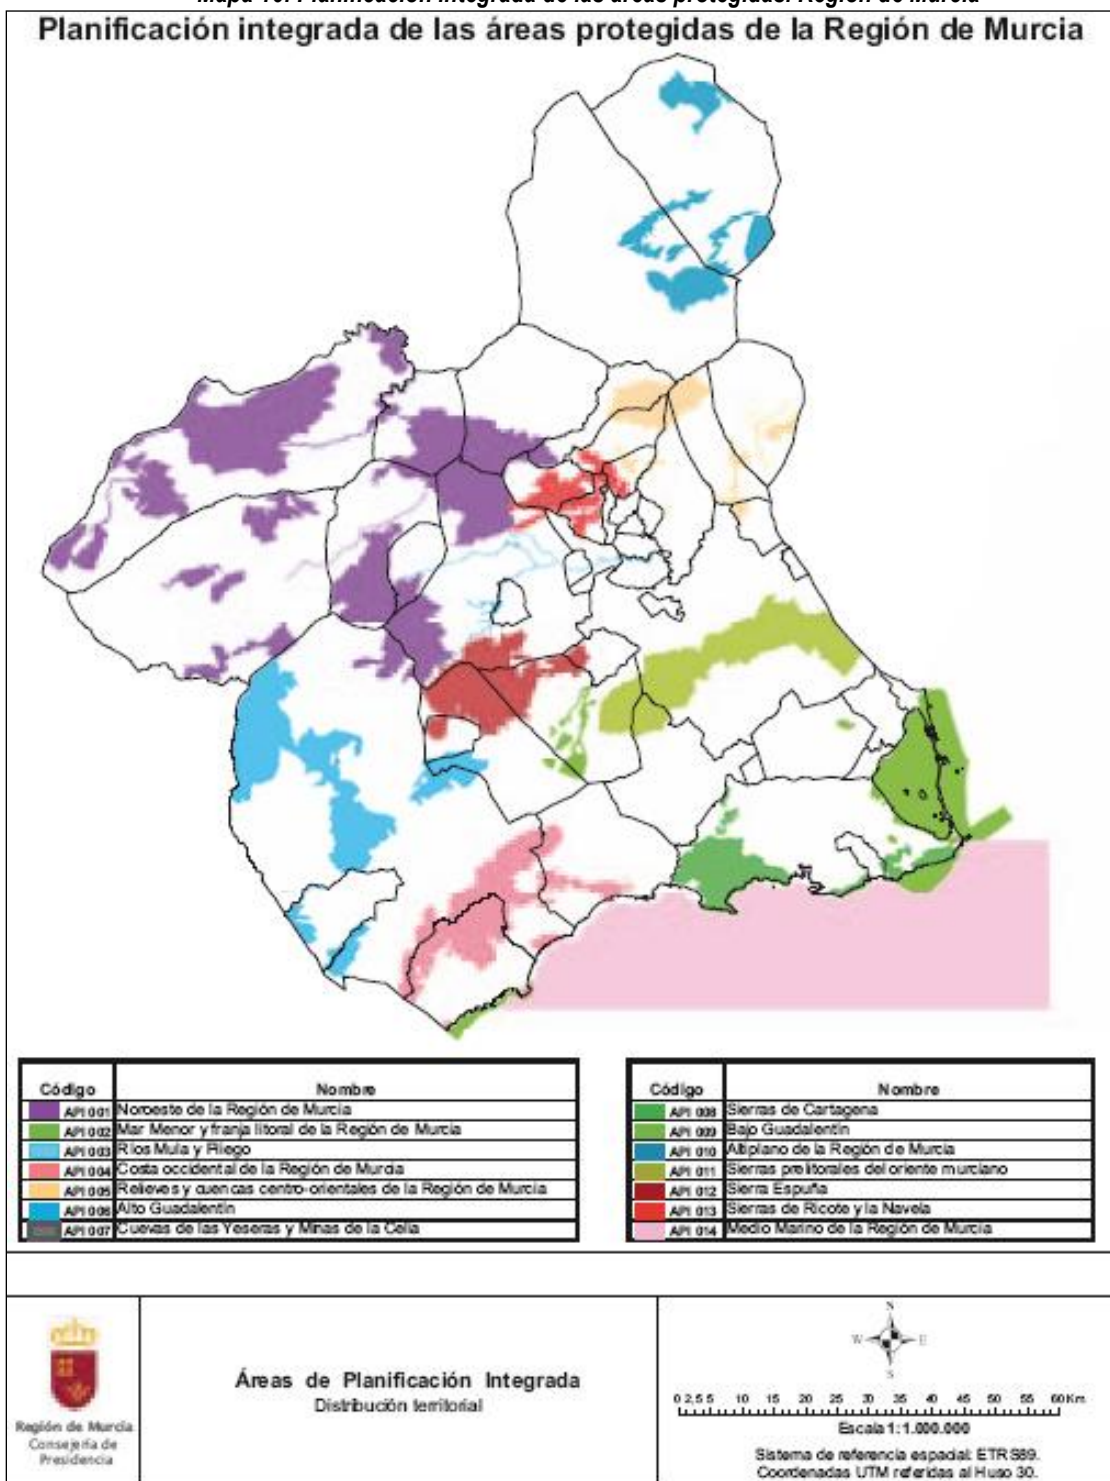 Mapa 10. Planificación integrada de las áreas protegidas. Región de Murcia
Planificación integrada de las áreas protegidas de la Región de Murcia
Código Nombre
API 001 Noroeste de la Región de Murcia
API 002 Mar Menor y franja litoral de la Región de Murcia
API 003 Ríos Mula y Pliego
API 004 Costa occidental de la Región de Murcia
API 005 Relieves y cuencas centro-orientales de la Región de Murcia
API 006 Alto Guadalentín
API 007 Cuevas de las Yeseras y Minas de la Celia
Código Nombre
API 008 Sierras de Cartagena
API 009 Bajo Guadalentín
API 010 Altiplano de la Región de Murcia
API 011 Sierras prelitorales del oriente murciano
API 012 Sierra Espuña
API 013 Sierras de Ricote y la Navela
API 014 Medio Marino de la Región de Murcia
Región de Murcia
Consejería de
Presidencia
Áreas de Planificación Integrada
Distribución territorial
N
W E
S
0 2,5 5 10 15 20 25 30 35 40 45 50 55 60 Km
Escala 1:1.000.000
Sistema de referencia espacial: ETRS89.
Coordenadas UTM referidas al Huso 30.